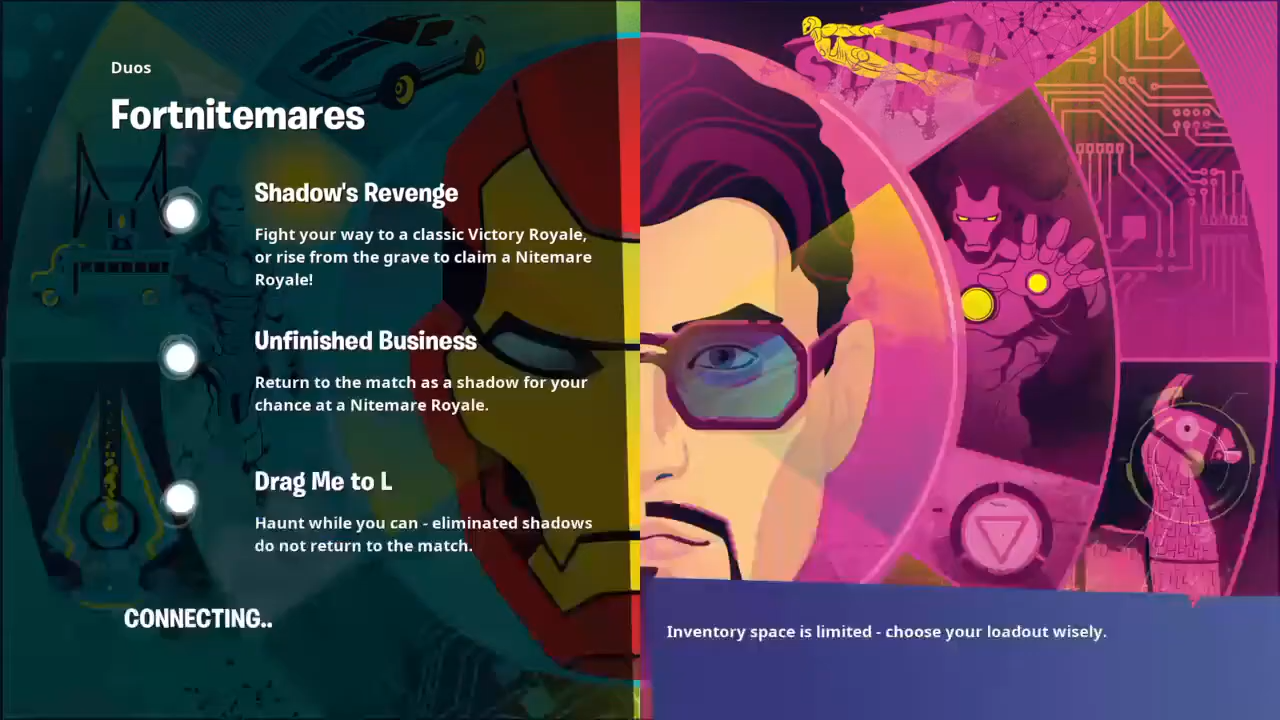 Duos
Fortnitemares
Shadow's Revenge
Fight your way to a classic Victory Royale,
or rise from the grave to claim a Nitemare
Royale!
Unfinished Business
Return to the match as a shadow for your
chance at a Nitemare Royale.
Drag Me to L
Haunt while you can - eliminated shadows
do not return to the match.
CONNECTING..
STARK
Inventory space is limited - choose your loadout wisely.